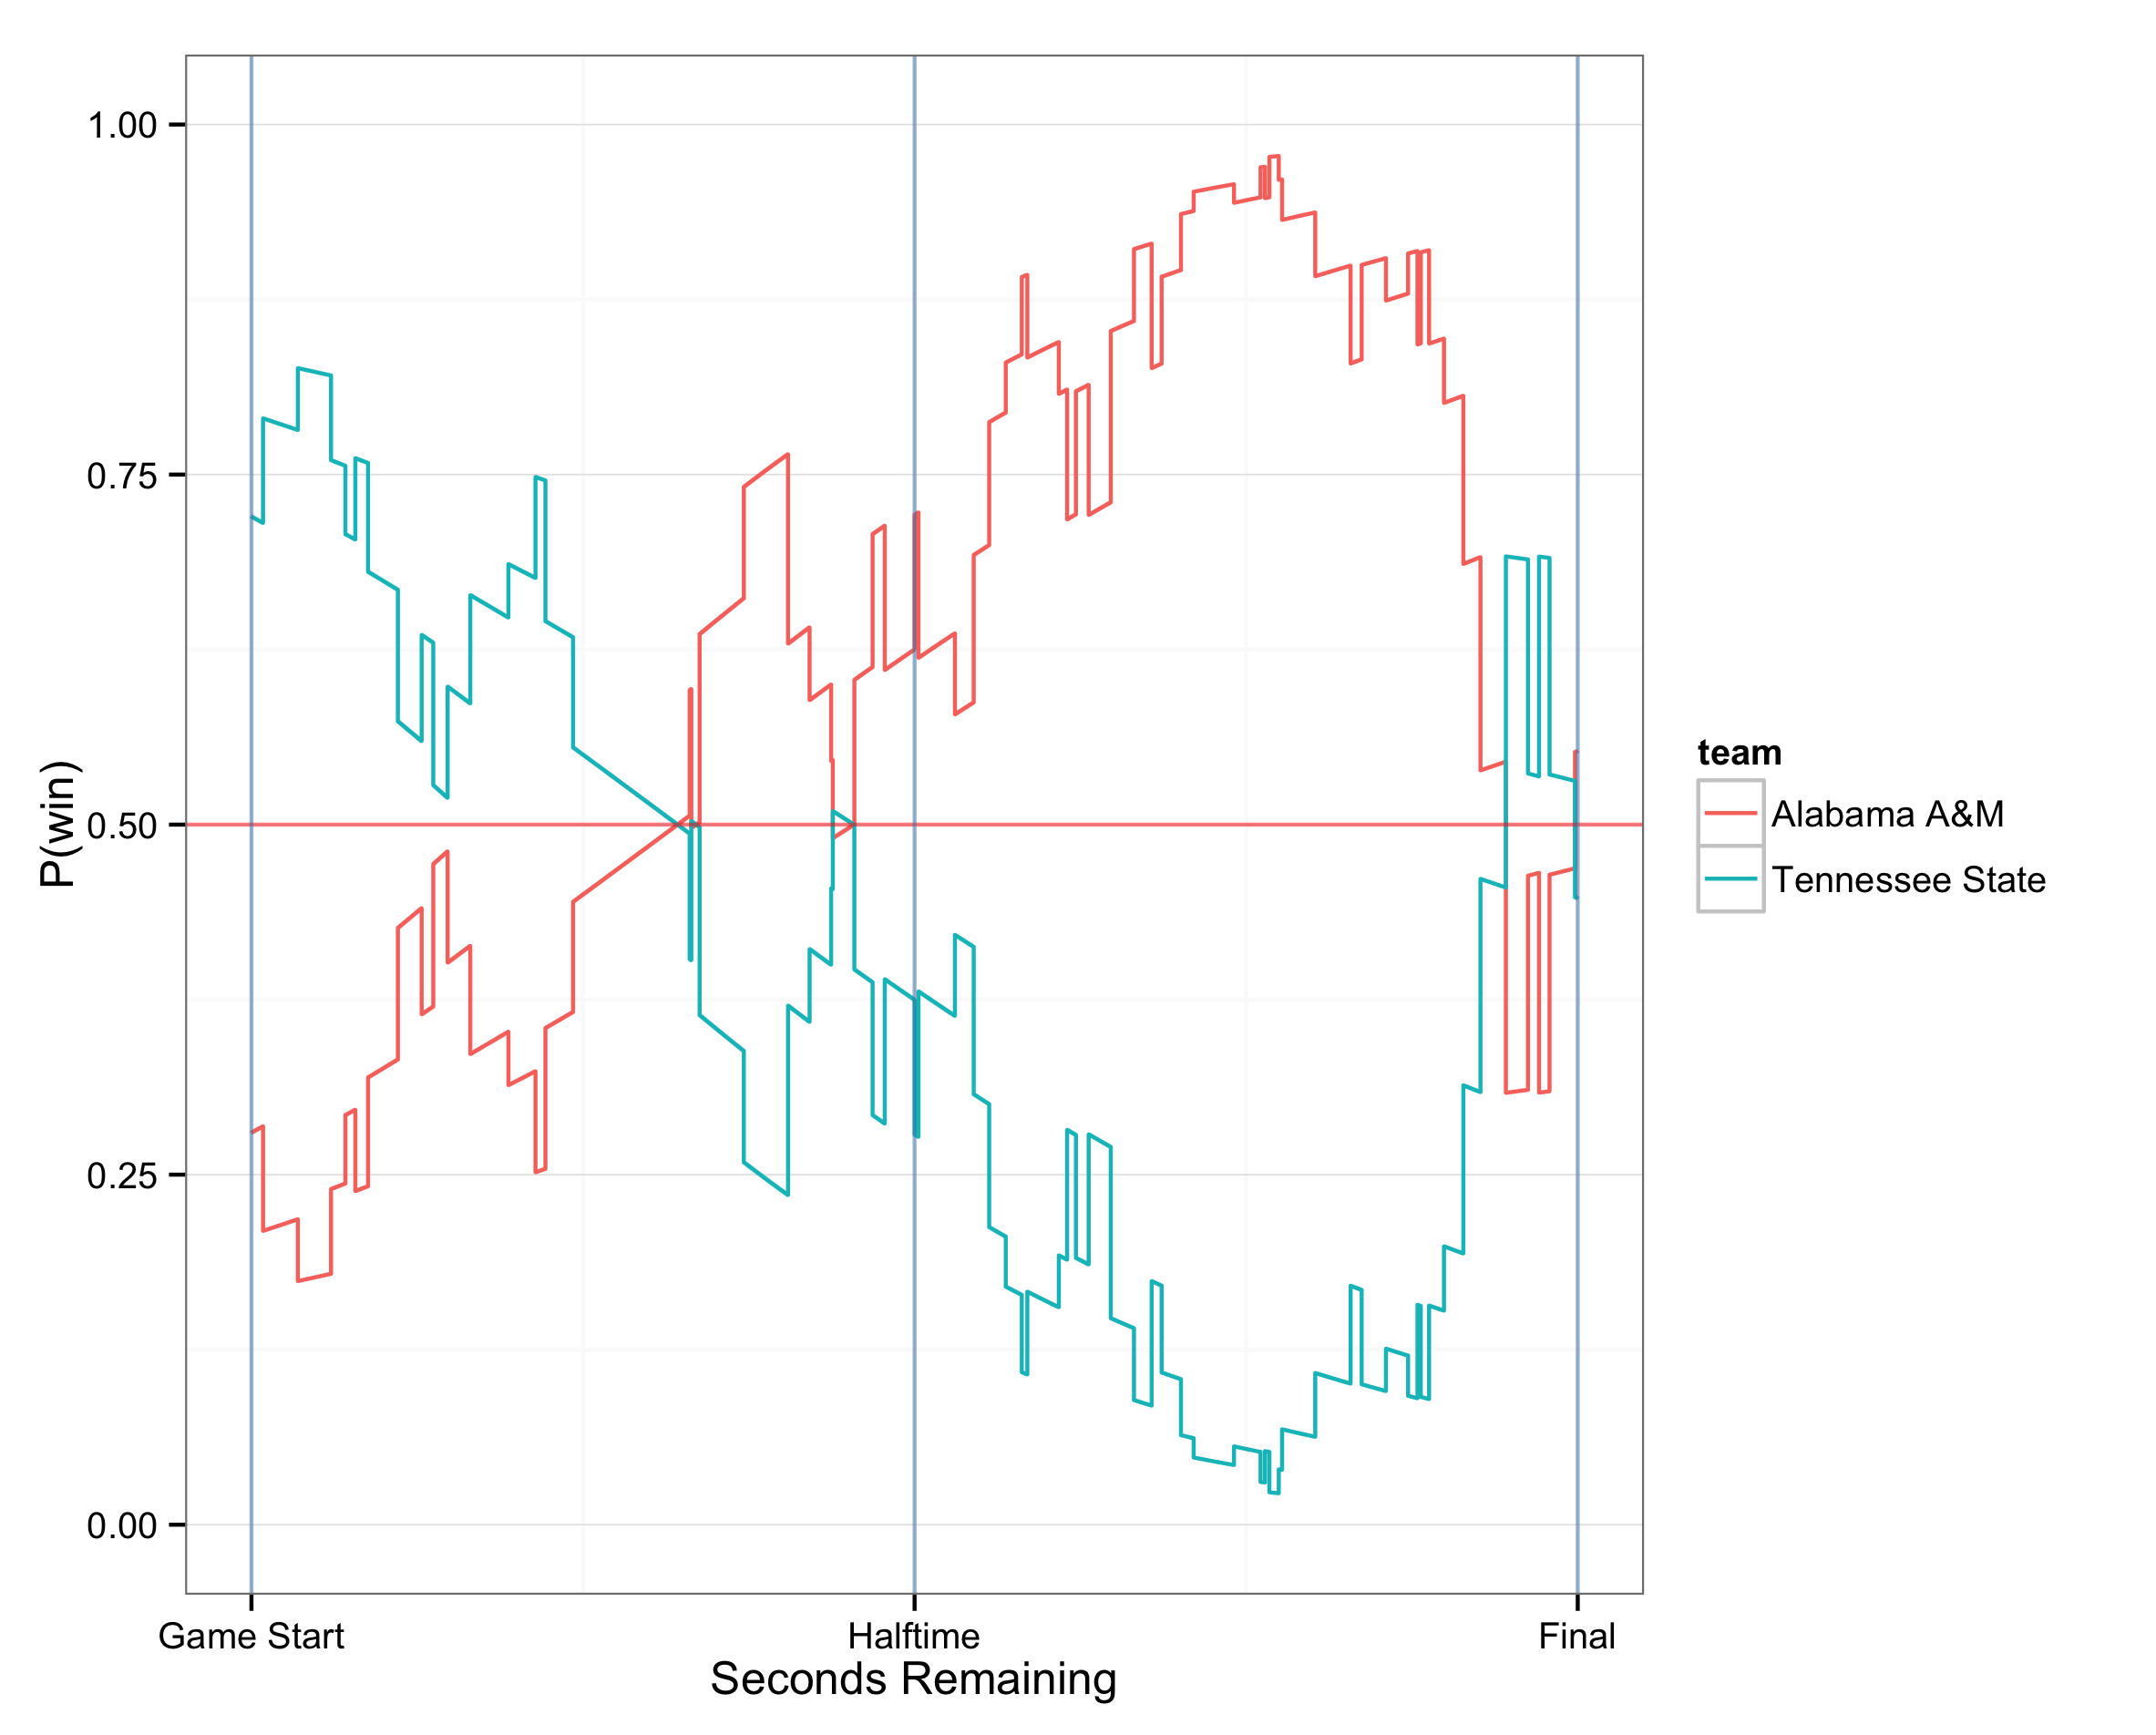 1.00
0.75
0.50
0.25
0.00
P(win)
Game Start
Halftime
Final
Seconds Remaining
team
Alabama A&M
Tennessee State